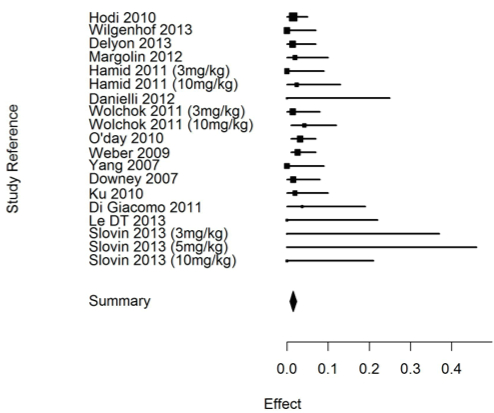 Study Reference
Hodi 2010
Wilgenhof 2013
Delyon 2013
Margolin 2012
Hamid 2011 (3mg/kg)
Hamid 2011 (10mg/kg)
Danielli 2012
Wolchok 2011 (3mg/kg)
Wolchok 2011 (10mg/kg)
O'day 2010
Weber 2009
Yang 2007
Downey 2007
Ku 2010
Di Giacomo 2011
Le DT 2013
Slovin 2013 (3mg/kg)
Slovin 2013 (5mg/kg)
Slovin 2013 (10mg/kg)
Summary
0.0 0.1 0.2 0.3 0.4
Effect